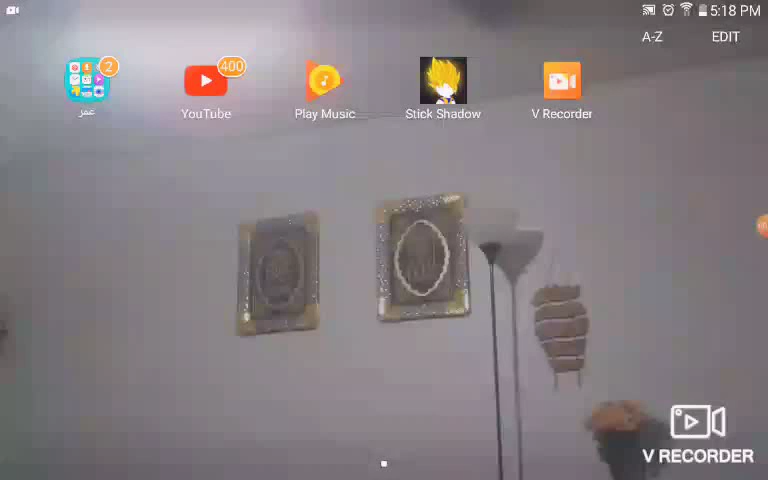 5:18 PM
A-Z
EDIT
2
400
عمر
YouTube
Play Music
Stick Shadow
V Recorder
V RECORDER